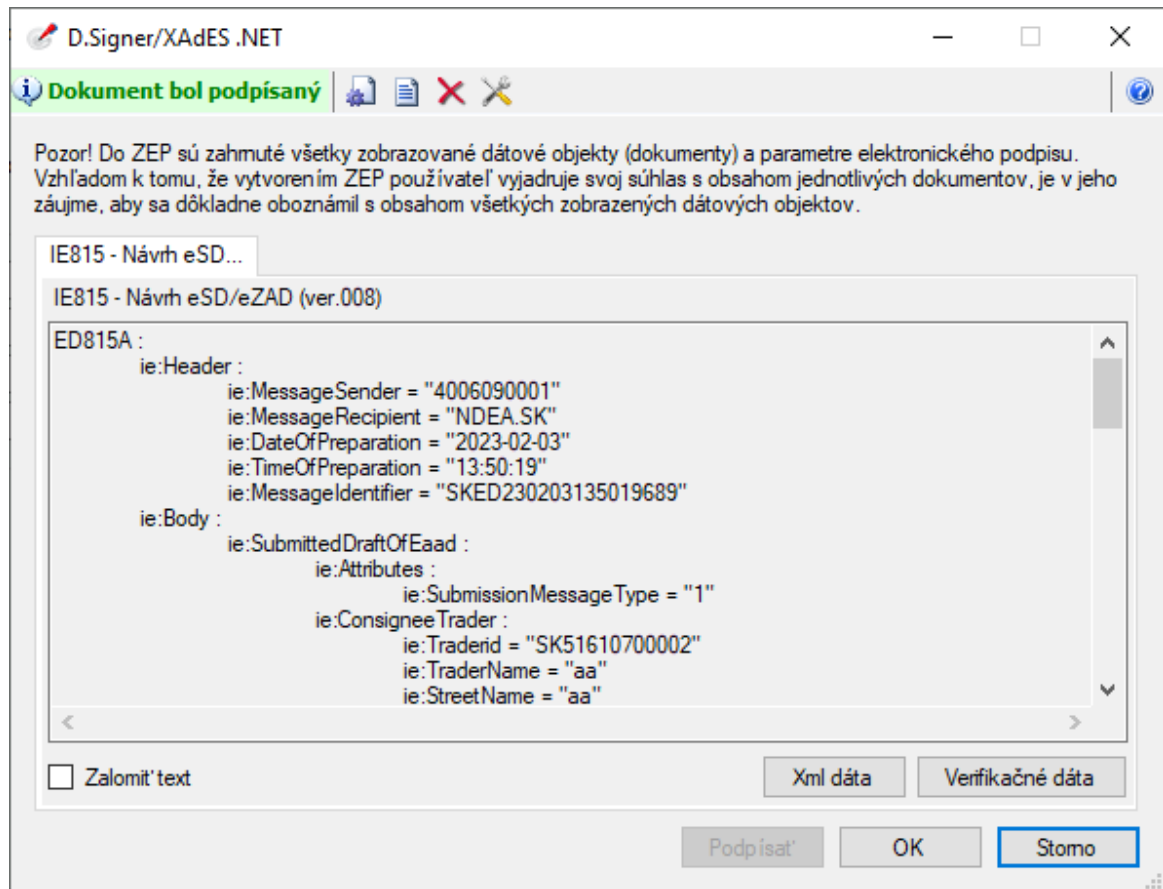 D.Signer/XAdES .NET
Dokument bol podpísaný
Pozor! Do ZEP sú zahrnuté všetky zobrazované dátové objekty (dokumenty) a parametre elektronického podpisu.
Vzhľadom k tomu, že vytvorením ZEP používateľ vyjadruje svoj súhlas s obsahom jednotlivých dokumentov, je v jeho
záujme, aby sa dôkladne oboznámil s obsahom všetkých zobrazených dátových objektov.
IE815 - Návrh eSD...
IE815 - Návrh eSD/eZAD (ver.008)
ED815A :
ie:Header :
ie:MessageSender = "4006090001"
ie:MessageRecipient = "NDEA.SK"
ie:DateOfPreparation = "2023-02-03"
ie:TimeOfPreparation = "13:50:19"
ie:MessageIdentifier = "SKED230203135019689"
ie:Body :
ie:SubmittedDraftOfEaad :
ie:Attributes :
ie:SubmissionMessageType = "1"
ie:ConsigneeTrader :
ie:Traderid = "SK51610700002"
ie:TraderName = "aa"
ie:StreetName = "aa"
Zalomiť text
Xml dáta
Verifikačné dáta
Podpísať
OK
Storno